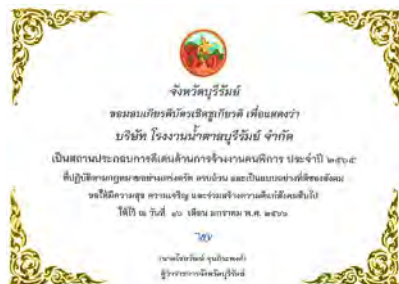 จังหวัดบุรีรัมย์
ขอมอบเกียรติบัตรเชิดชูเกียรติ เพื่อแสดงว่า
บริษัท โรงงานน้ำตาลบุรีรัมย์ จำกัด
เป็นสถานประกอบการดีเด่นด้านการจ้างงานคนพิการ ประจำปี ๒๕๖๕
ที่ปฏิบัติตามกฎหมายอย่างเคร่งครัด ครบถ้วน และเป็นแบบอย่างที่ดีของสังคม
ขอให้มีความสุข ความเจริญ และร่วมสร้างความดีแก่สังคมสืบไป
ให้ไว้ ณ วันที่ เดือน มกราคม พ.ศ. ๒๕๖๖
ผู้ว่าราชการจังหวัดบุรีรัมย์